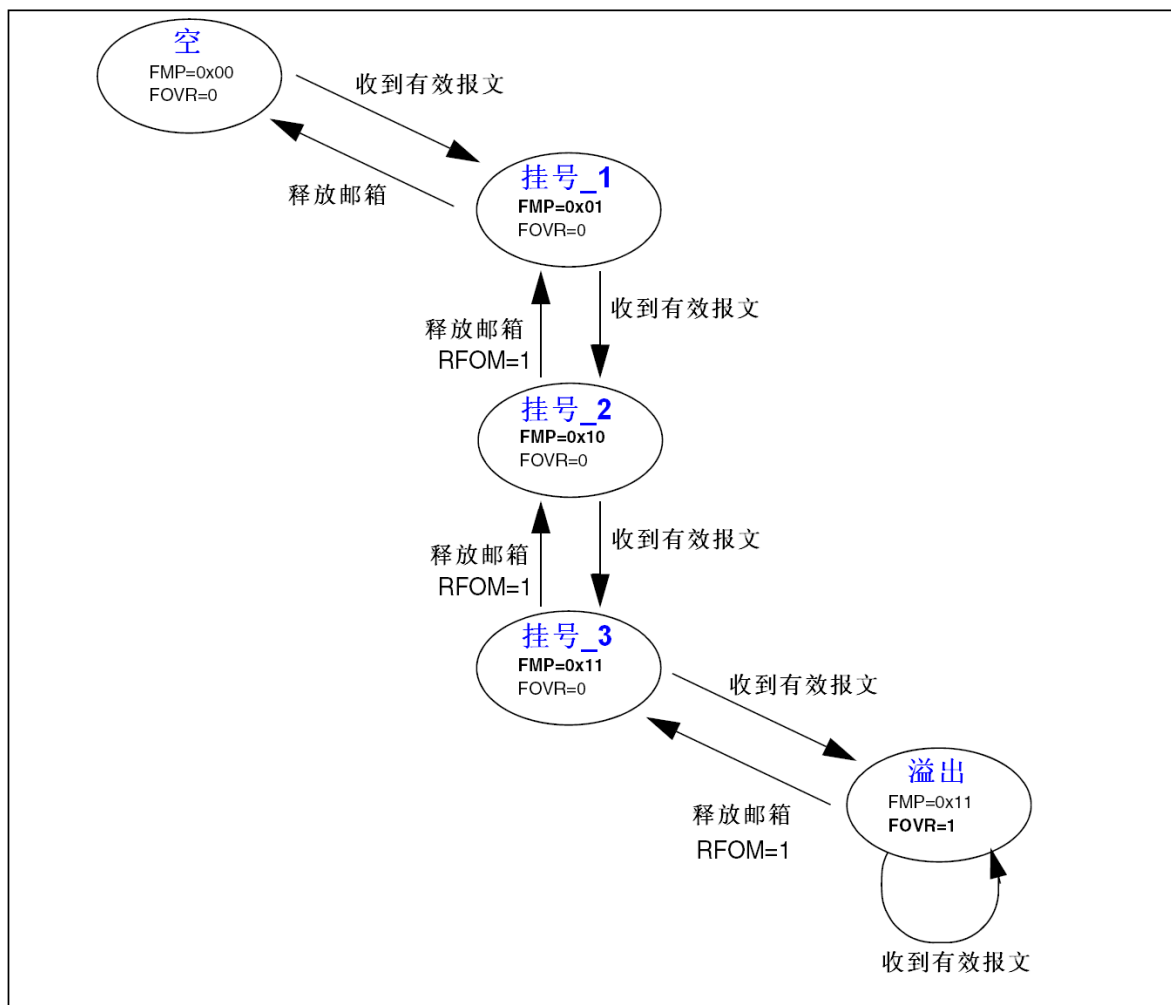 空
FMP=0x00
FOVR=0
收到有效报文
释放邮箱
挂号_1
FMP=0x01
FOVR=0
收到有效报文
释放邮箱
RFOM=1
挂号_2
FMP=0x10
FOVR=0
收到有效报文
释放邮箱
RFOM=1
挂号_3
FMP=0x11
FOVR=0
收到有效报文
溢出
FMP=0x11
FOVR=1
释放邮箱
RFOM=1
收到有效报文